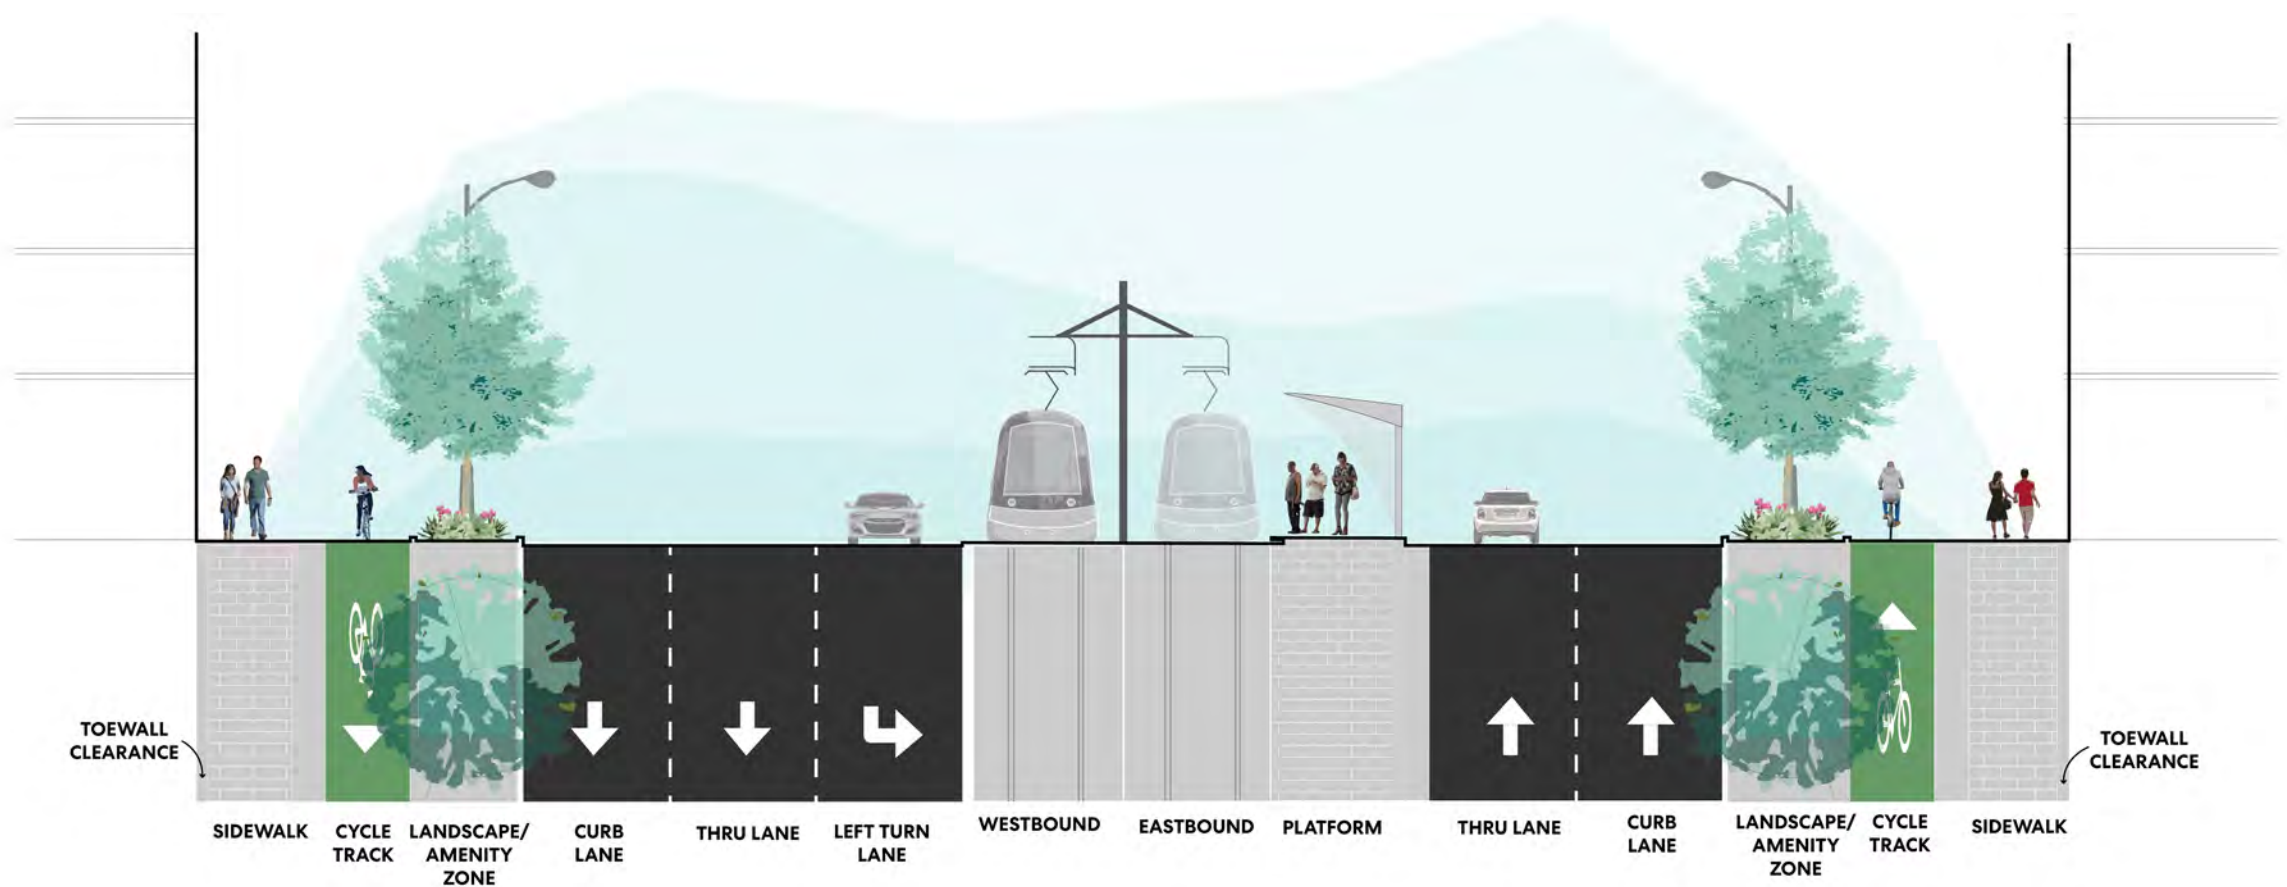 TOEWALL
CLEARANCE
TOEWALL
CLEARANCE
SIDEWALK
CYCLE
TRACK
LANDSCAPE/
AMENITY
ZONE
CURB
LANE
THRU LANE
LEFT TURN
LANE
WESTBOUND
EASTBOUND
PLATFORM
THRU LANE
CURB
LANE
LANDSCAPE/
AMENITY
ZONE
CYCLE
TRACK
SIDEWALK